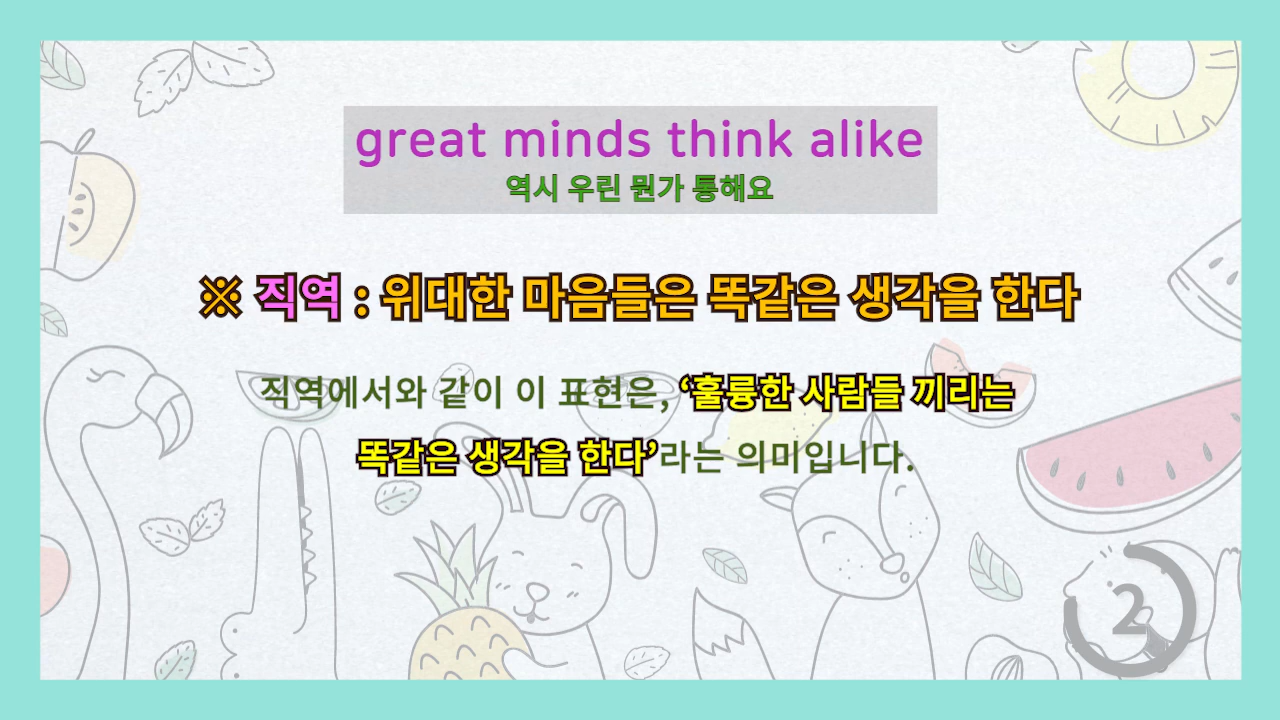 great minds think alike
역시 우린 뭔가 통해요
※ 직역 : 위대한 마음들은 똑같은 생각을 한다
직역에서와 같이 이 표현은, ‘훌륭한 사람들 끼리는
똑같은 생각을 한다’라는 의미입니다.
2